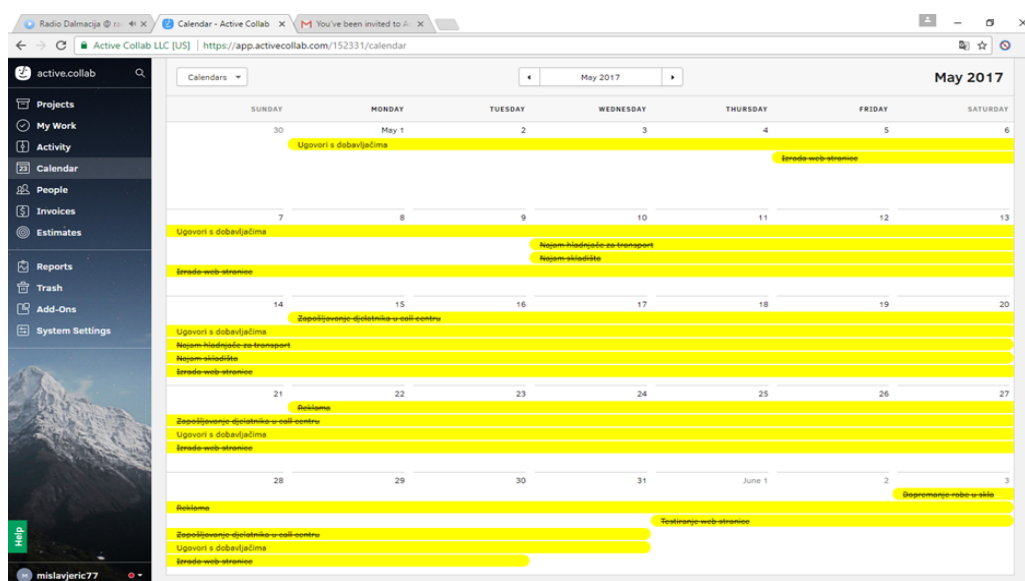 Radio Dalmacija @ ra
Calendar - Active Collab
You've been invited to Ac
Active Collab LLC [US] https://app.activecollab.com/152331/calendar
active.collab
Projects
My Work
Activity
23 Calendar
People
Invoices
Estimates
Reports
Trash
Add-Ons
System Settings
Help
M mislavjeric77
Calendars
May 2017
May 2017
SUNDAY MONDAY TUESDAY WEDNESDAY THURSDAY FRIDAY SATURDAY
30 May 1 2 3 4 5 6
Ugovori s dobavljačima
Izrada web stranice
7 8 9 10 11 12 13
Ugovori s dobavljačima
Najam hladnjače za transport
Najam skladišta
Izrada web stranice
14 15 16 17 18 19 20
Zapošljavanje djelatnika u call centru
Ugovori s dobavljačima
Najam hladnjače za transport
Najam skladišta
Izrada web stranice
21 22 23 24 25 26 27
Reklama
Zapošljavanje djelatnika u call centru
Ugovori s dobavljačima
Izrada web stranice
28 29 30 31 June 1 2 3
Dopremanje robe u skla
Reklama
Testiranje web stranice
Zapošljavanje djelatnika u call centru
Ugovori s dobavljačima
Izrada web stranice